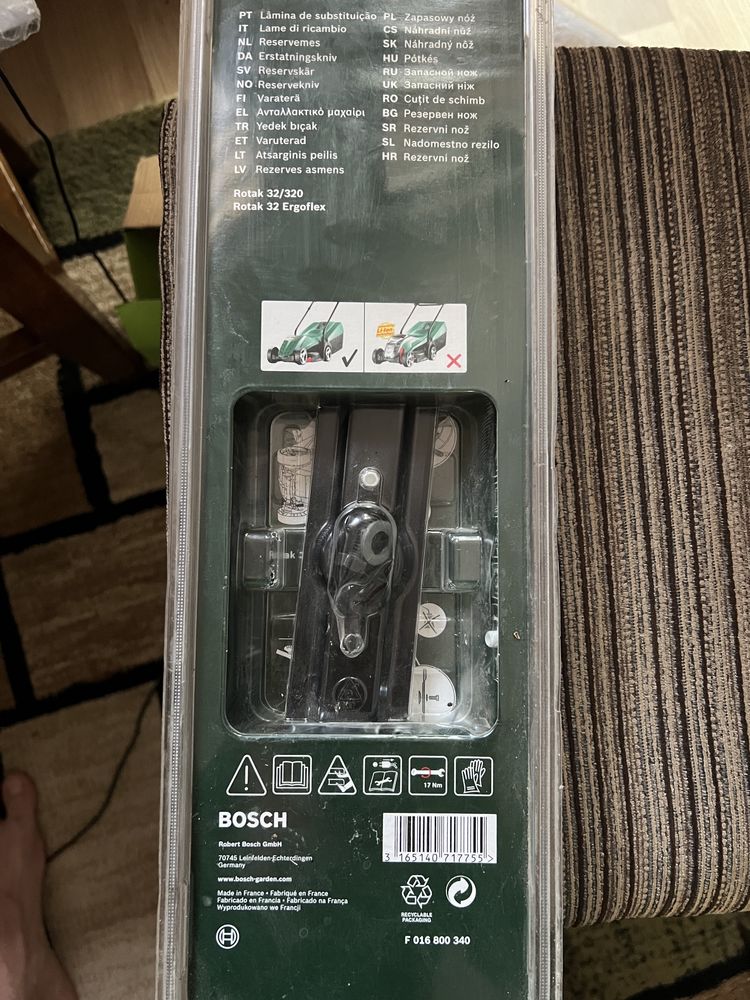 PT Lâmina de substituição
IT Lame di ricambio
NL Reservemes
DA Erstatningskniv
SV Reservskär
NO Reservekniv
FI Varaterä
EL Ανταλλακτικό μαχαίρι
TR Yedek bıçak
ET Varuterad
LT Atsarginis peilis
LV Rezerves asmens
PL Zapasowy nóż
CS Náhradní nůž
SK Náhradný nôž
HU Pótkés
RU Запасной нож
UK Запасний ніж
RO Cuţit de schimb
BG Резервен нож
SR Rezervni nož
SL Nadomestno rezilo
HR Rezervni nož
Rotak 32/320
Rotak 32 Ergoflex
Li-Ion
Rotak 3
17 Nm
BOSCH
Robert Bosch GmbH
70745 Leinfelden-Echterdingen
Germany
www.bosch-garden.com
Made in France • Fabriqué en France
Fabricado en Francia • Fabricado na França
Wyprodukowano we Francji
3 165140 717755 >
RECYCLABLE
PACKAGING
F 016 800 340